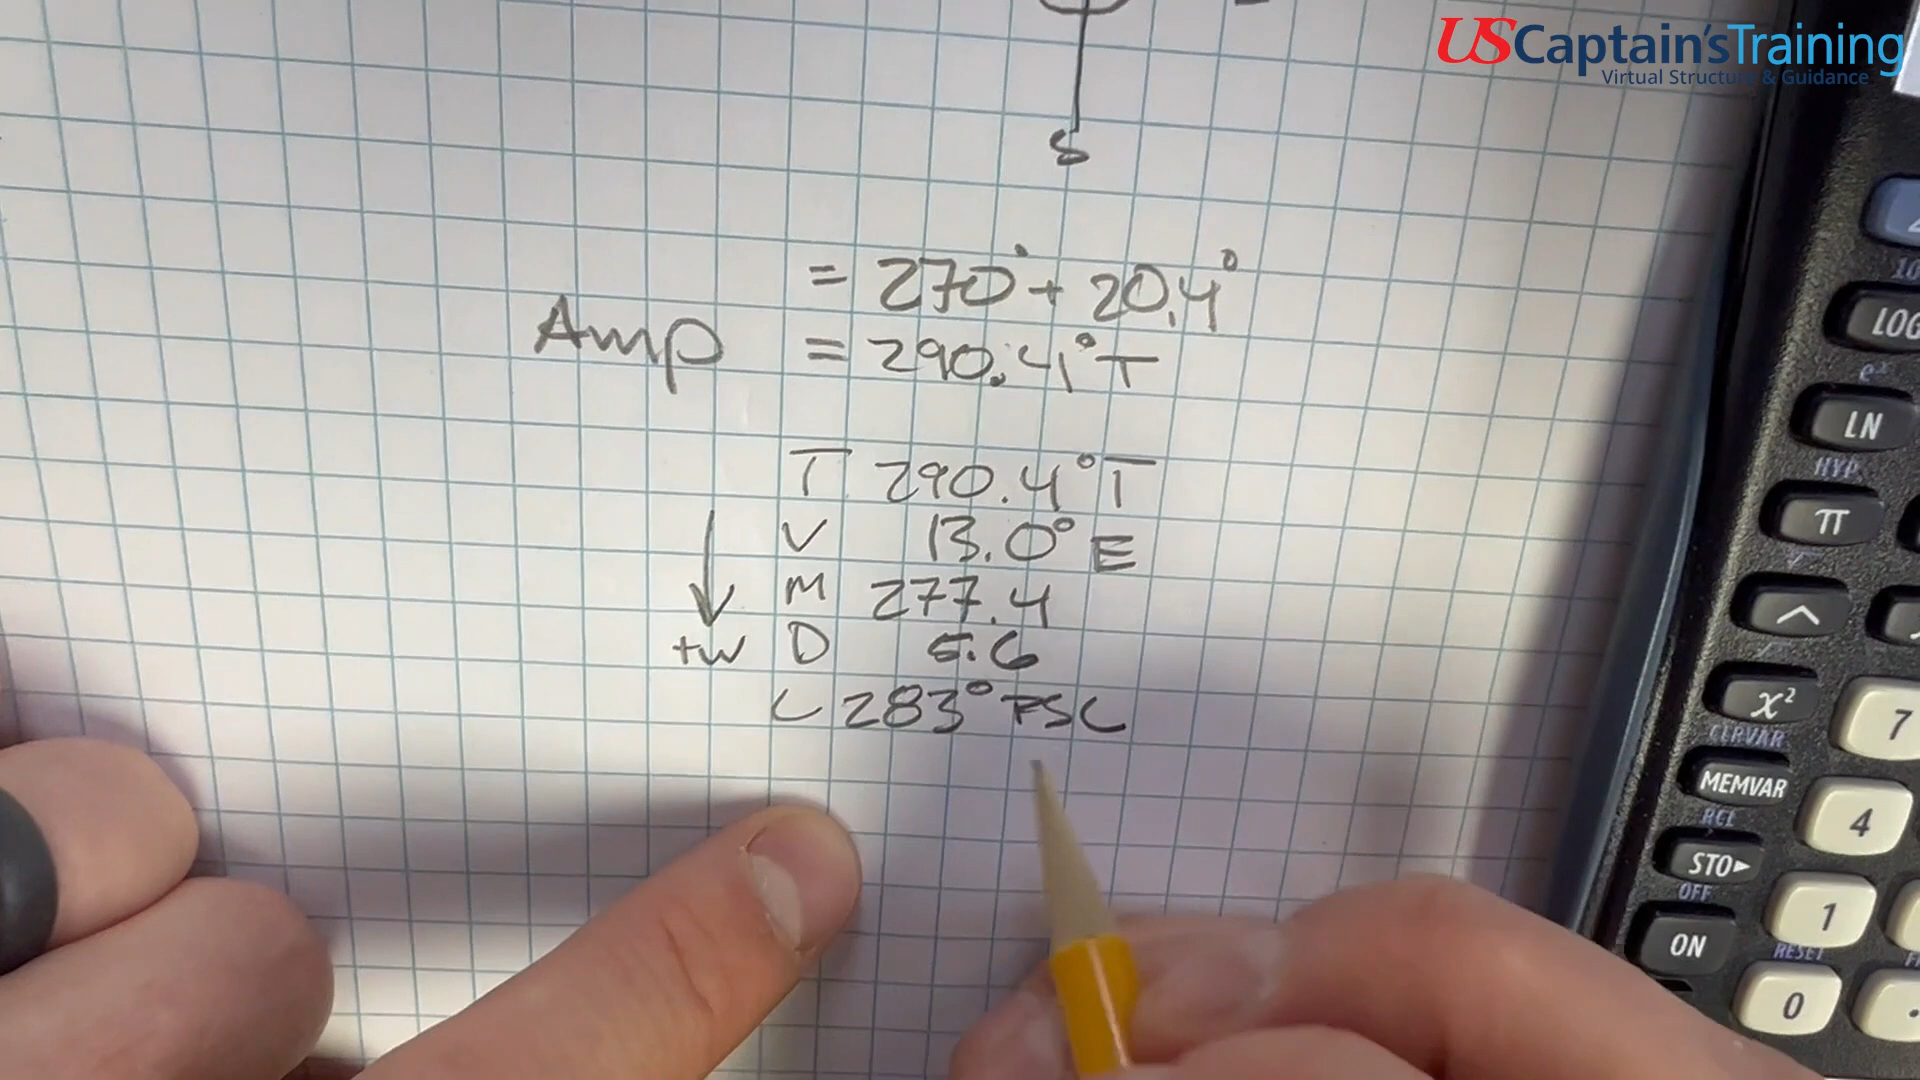 USCaptain'sTraining
Virtual Structure & Guidance
S
= 270° + 20.4°
Amp = 290.4° T
T 290.4° T
V 13.0° E
M 277.4
+W D 5.6
C 283° PSC
LOG
eˣ
LN
HYP
π
^
x²
CLRVAR
MEMVAR
RCL
STO►
OFF
ON
RESET
7
4
1
0